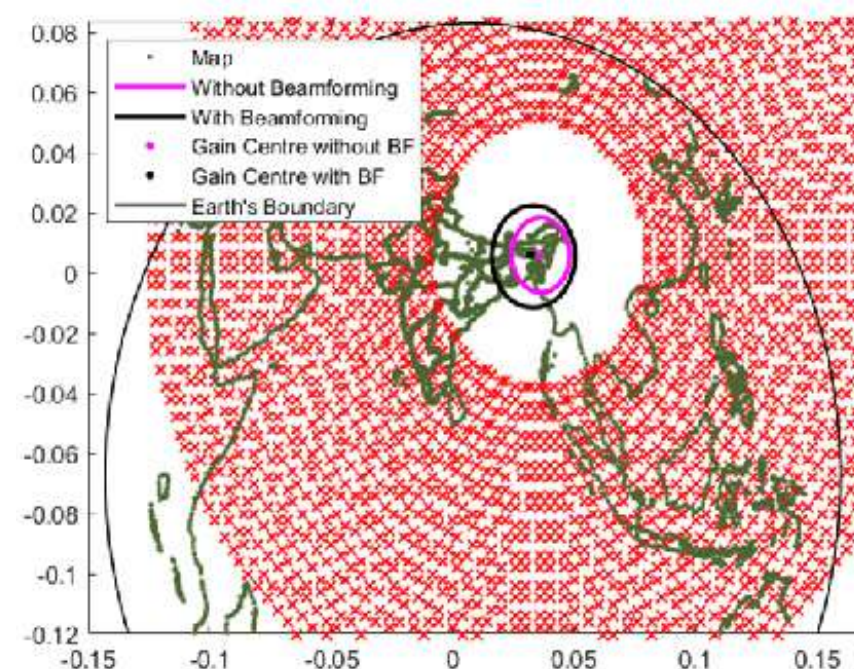 0.08
0.06
0.04
0.02
0
-0.02
-0.04
-0.06
-0.08
-0.1
-0.12
Map
Without Beamforming
With Beamforming
Gain Centre without BF
Gain Centre with BF
Earth's Boundary
-0.15 -0.1 -0.05 0 0.05 0.1 0.15